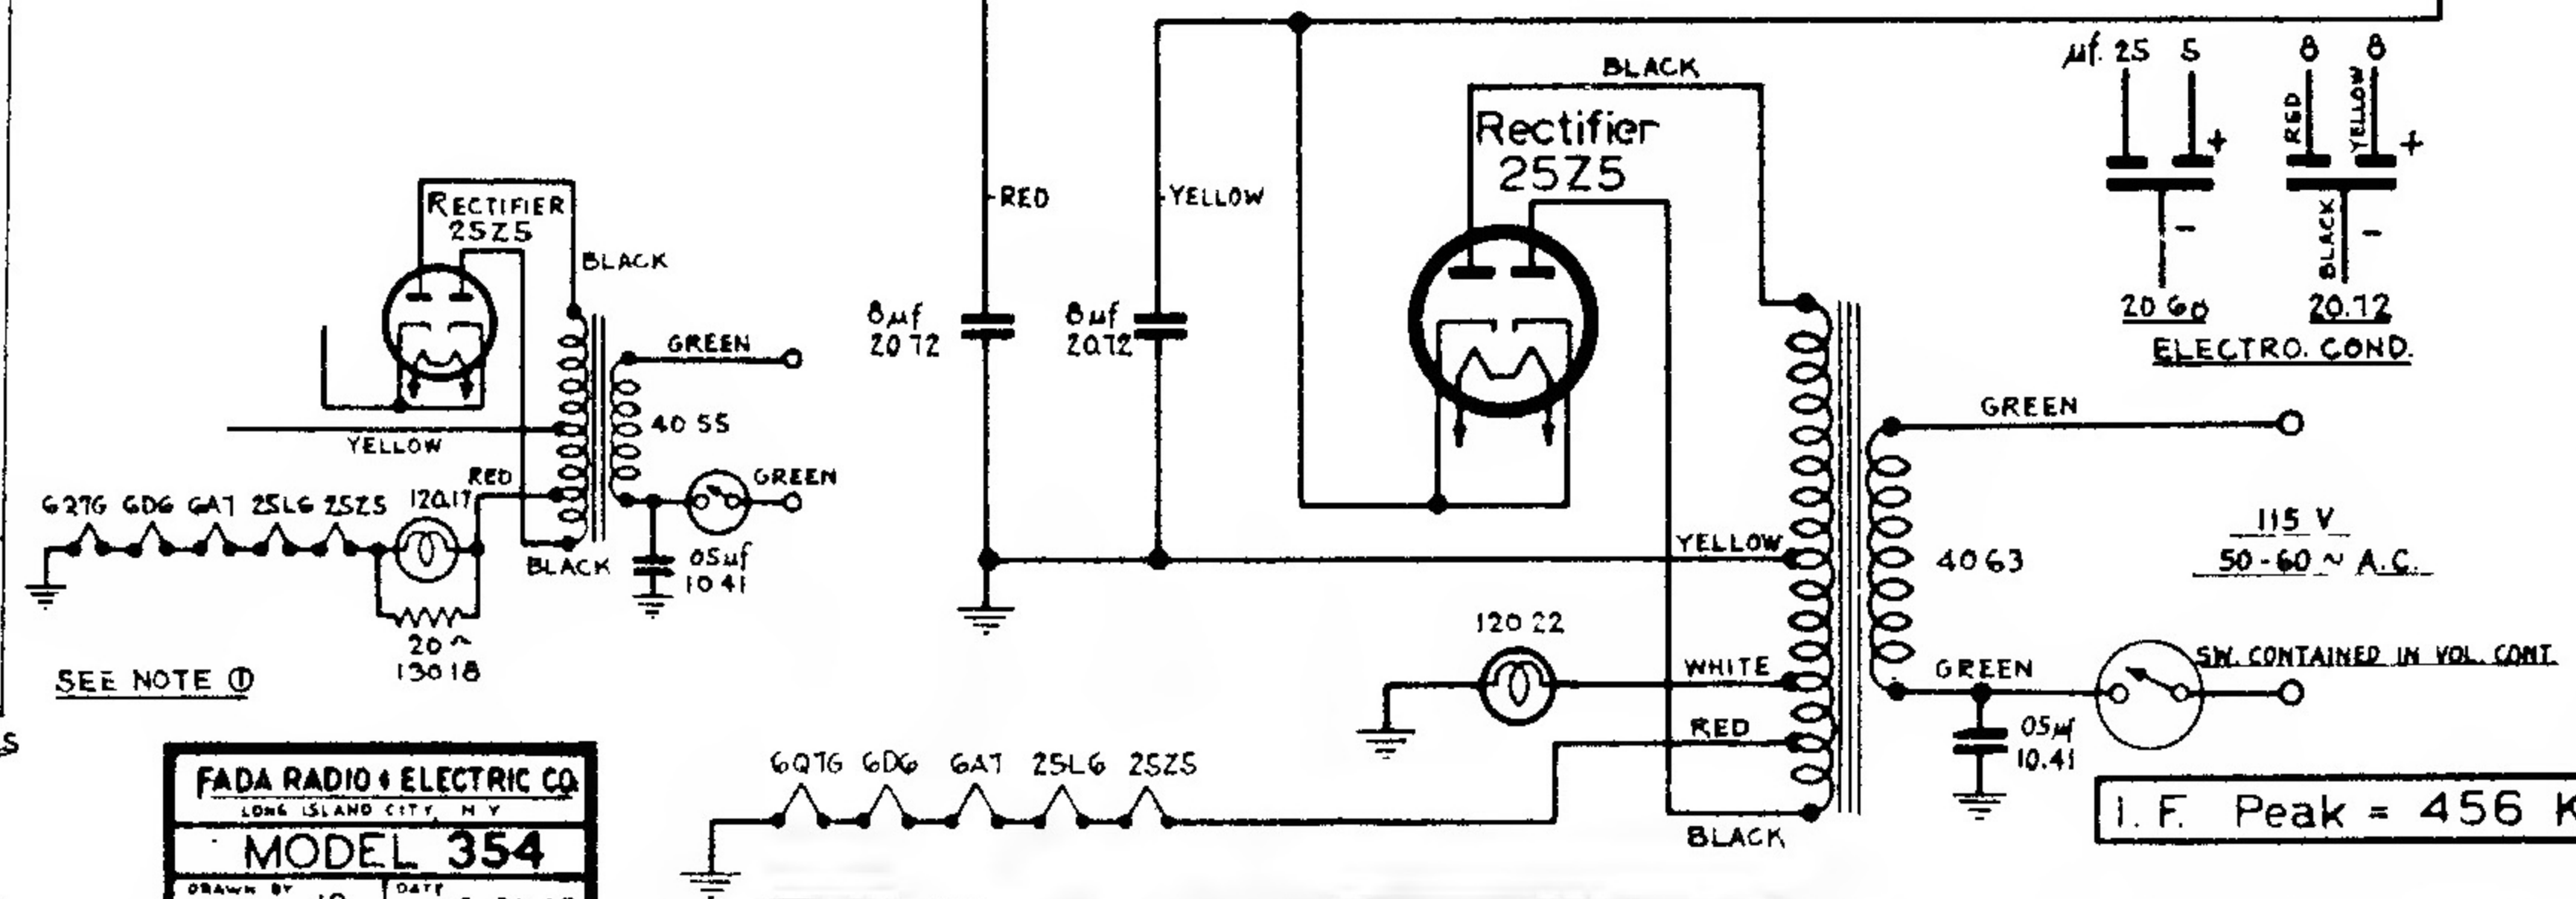 RECTIFIER
25Z5
BLACK
GREEN
40 55
YELLOW
RED
GREEN
6Q7G 6D6 6A7 25L6 25Z5
120.17
BLACK
05µf
10 41
20 ~
130 18
SEE NOTE ①
S
FADA RADIO & ELECTRIC CO.
LONG ISLAND CITY, N Y
MODEL 354
DRAWN BY
DATE
RED
YELLOW
8µf
20 72
8µf
20.72
BLACK
Rectifier
25Z5
YELLOW
120 22
WHITE
RED
6Q7G 6D6 6A7 25L6 25Z5
BLACK
GREEN
40 63
GREEN
05µf
10.41
SW. CONTAINED IN VOL. CONT.
115 V
50-60 ~ A.C.
µf. 25 5 8 8
RED
YELLOW
+
+
BLACK
-
-
20 60
20.72
ELECTRO. COND.
I. F. Peak = 456 K